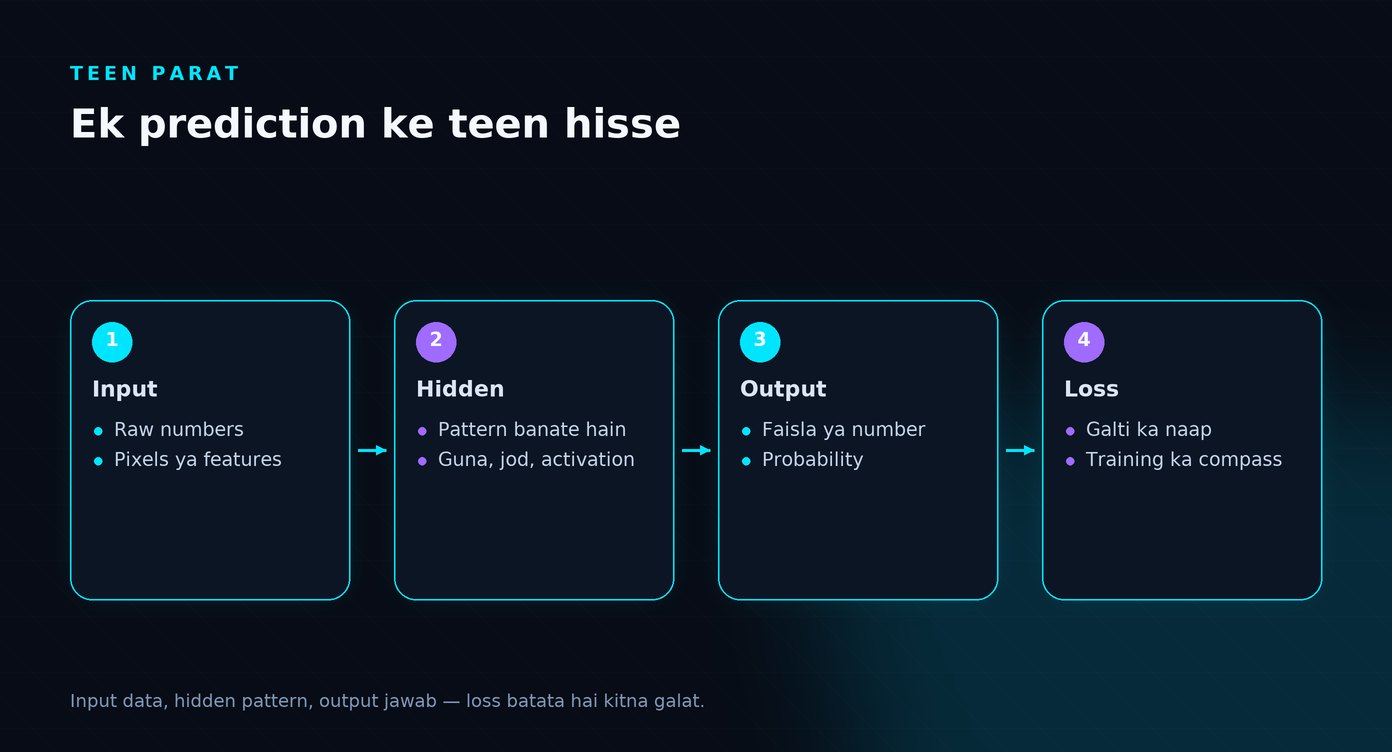 TEEN PARAT
Ek prediction ke teen hisse
1
Input
Raw numbers
Pixels ya features
2
Hidden
Pattern banate hain
Guna, jod, activation
3
Output
Faisla ya number
Probability
4
Loss
Galti ka naap
Training ka compass
Input data, hidden pattern, output jawab — loss batata hai kitna galat.